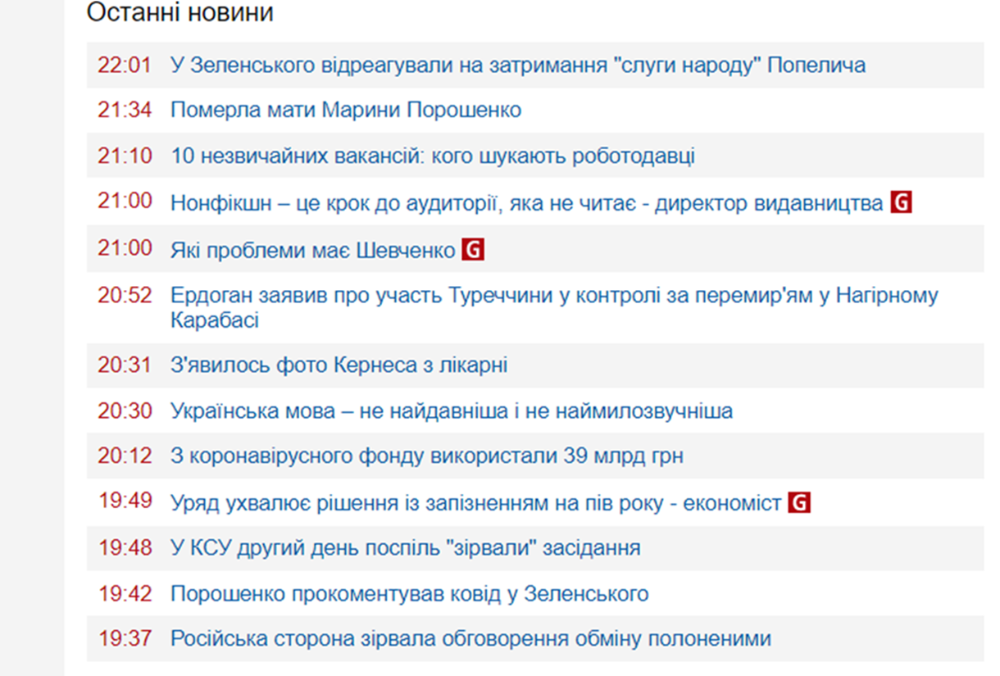 Останні новини
22:01 У Зеленського відреагували на затримання "слуги народу" Попелича
21:34 Померла мати Марини Порошенко
21:10 10 незвичайних вакансій: кого шукають роботодавці
21:00 Нонфікшн – це крок до аудиторії, яка не читає - директор видавництва G
21:00 Які проблеми має Шевченко G
20:52 Ердоган заявив про участь Туреччини у контролі за перемир'ям у Нагірному
Карабасі
20:31 З'явилось фото Кернеса з лікарні
20:30 Українська мова – не найдавніша і не наймилозвучніша
20:12 З коронавірусного фонду використали 39 млрд грн
19:49 Уряд ухвалює рішення із запізненням на пів року - економіст G
19:48 У КСУ другий день поспіль "зірвали" засідання
19:42 Порошенко прокоментував ковід у Зеленського
19:37 Російська сторона зірвала обговорення обміну полоненими